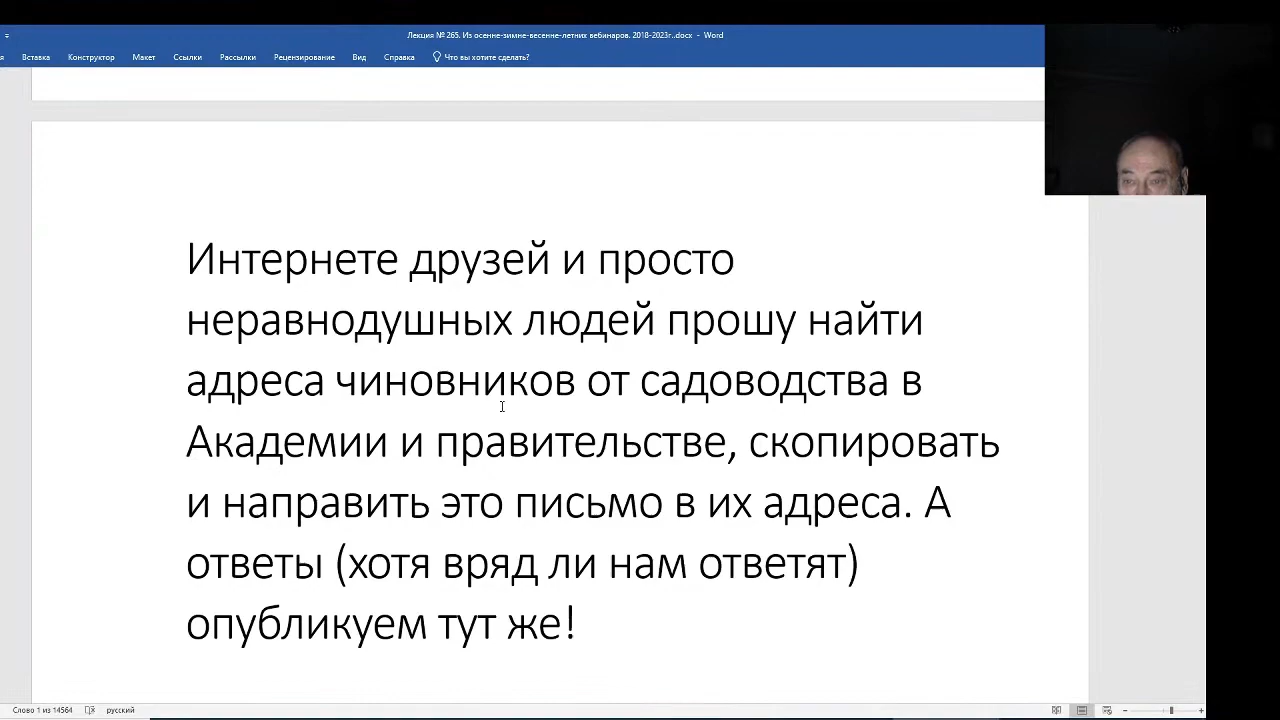 Лекция № 265. Из осенне-зимне-весенне-летних вебинаров. 2018-2023г..docx - Word
я Вставка Конструктор Макет Ссылки Рассылки Рецензирование Вид Справка Что вы хотите сделать?
Интернете друзей и просто
неравнодушных людей прошу найти
адреса чиновников от садоводства в
Академии и правительстве, скопировать
и направить это письмо в их адреса. А
ответы (хотя вряд ли нам ответят)
опубликуем тут же!
Слово 1 из 14564 русский